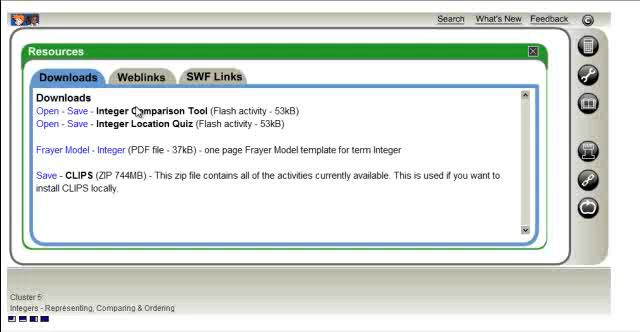 Search What's New Feedback
Resources
Downloads Weblinks SWF Links
Downloads
Open - Save - Integer Comparison Tool (Flash activity - 53kB)
Open - Save - Integer Location Quiz (Flash activity - 53kB)
Frayer Model - Integer (PDF file - 37kB) - one page Frayer Model template for term Integer
Save - CLIPS (ZIP 744MB) - This zip file contains all of the activities currently available. This is used if you want to
install CLIPS locally.
Cluster 5:
Integers - Representing, Comparing & Ordering